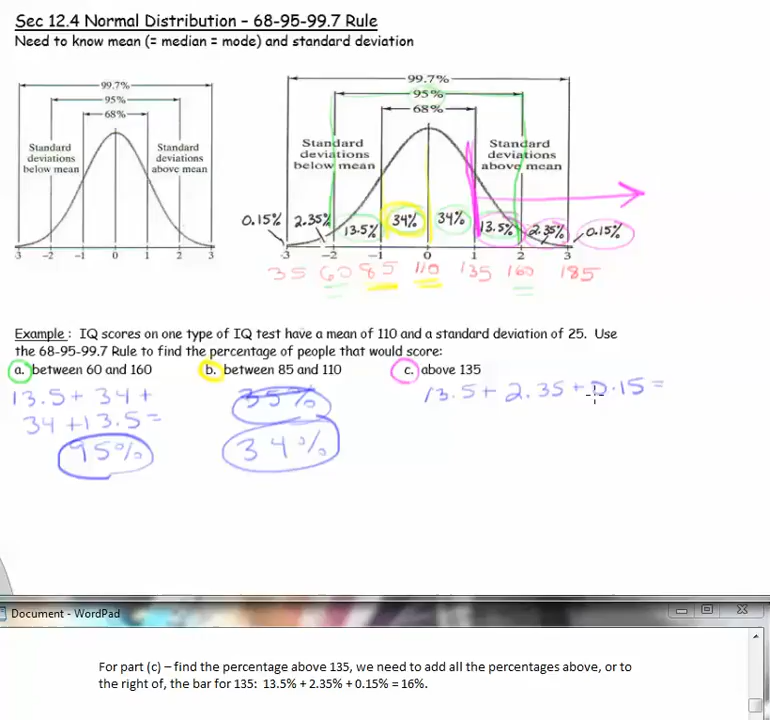 Sec 12.4 Normal Distribution – 68-95-99.7 Rule
Need to know mean (= median = mode) and standard deviation
99.7%
95%
68%
Standard deviations below mean
Standard deviations above mean
3 -2 -1 0 1 2 3
99.7%
95%
68%
Standard deviations below mean
Standard deviations above mean
0.15% 2.35% 13.5% 34% 34% 13.5% 2.35% 0.15%
-3 -2 -1 0 1 2 3
35 60 85 110 135 160 185
Example : IQ scores on one type of IQ test have a mean of 110 and a standard deviation of 25. Use
the 68-95-99.7 Rule to find the percentage of people that would score:
a. between 60 and 160 b. between 85 and 110 c. above 135
13.5 + 34 +
34 + 13.5 =
95%
35%
34%
13.5 + 2.35 + 0.15 =
Document - WordPad
For part (c) – find the percentage above 135, we need to add all the percentages above, or to
the right of, the bar for 135: 13.5% + 2.35% + 0.15% = 16%.